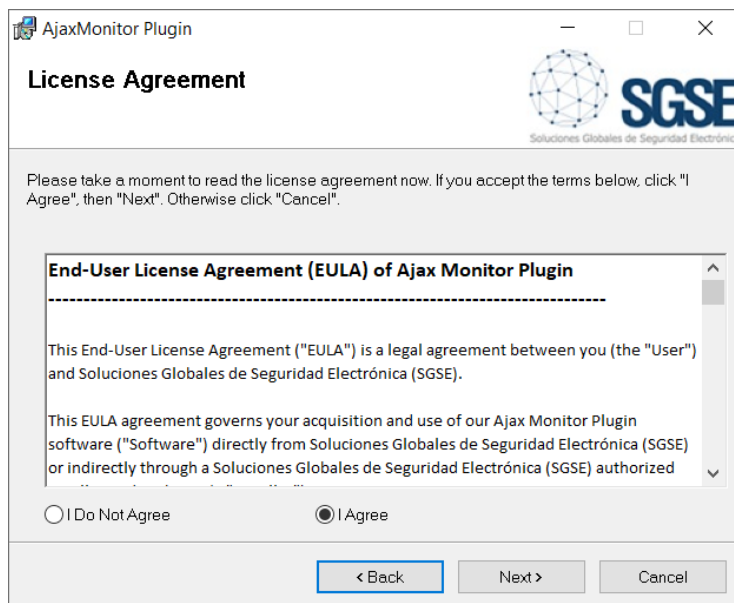 AjaxMonitor Plugin
License Agreement
SGSE
Soluciones Globales de Seguridad Electrónic
Please take a moment to read the license agreement now. If you accept the terms below, click "I
Agree", then "Next". Otherwise click "Cancel".
End-User License Agreement (EULA) of Ajax Monitor Plugin
--------------------------------------------------------------------------------
This End-User License Agreement ("EULA") is a legal agreement between you (the "User")
and Soluciones Globales de Seguridad Electrónica (SGSE).
This EULA agreement governs your acquisition and use of our Ajax Monitor Plugin
software ("Software") directly from Soluciones Globales de Seguridad Electrónica (SGSE)
or indirectly through a Soluciones Globales de Seguridad Electrónica (SGSE) authorized
I Do Not Agree
I Agree
< Back
Next >
Cancel